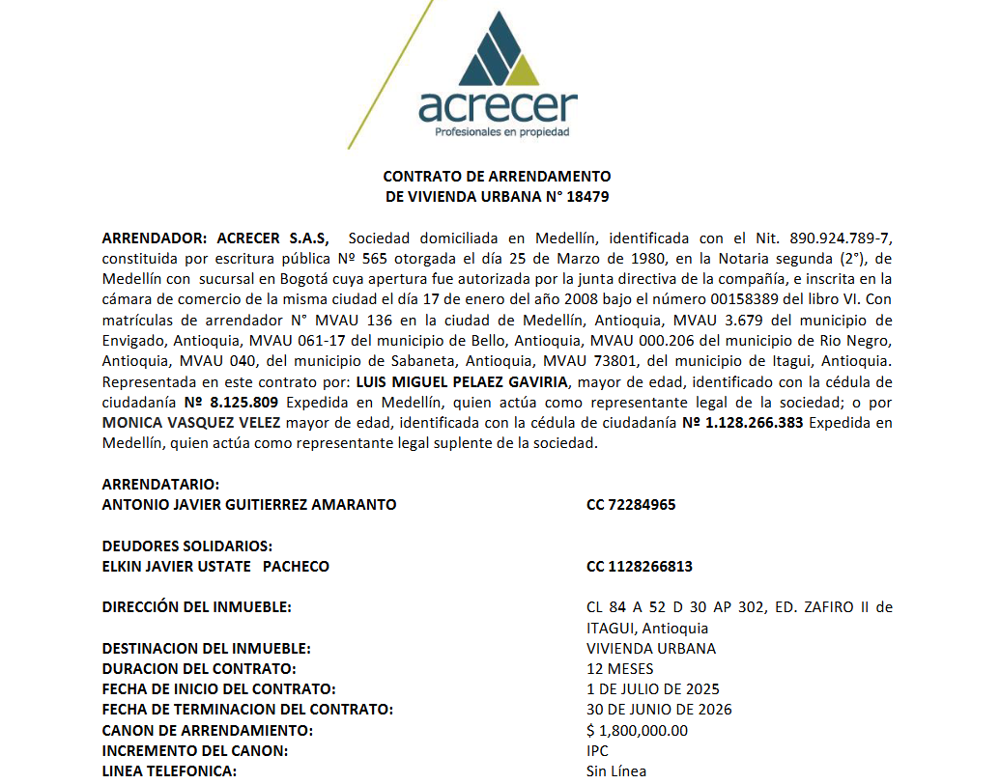 acrecer
Profesionales en propiedad
CONTRATO DE ARRENDAMENTO
DE VIVIENDA URBANA N° 18479
ARRENDADOR: ACRECER S.A.S, Sociedad domiciliada en Medellín, identificada con el Nit. 890.924.789-7,
constituida por escritura pública Nº 565 otorgada el día 25 de Marzo de 1980, en la Notaria segunda (2°), de
Medellín con sucursal en Bogotá cuya apertura fue autorizada por la junta directiva de la compañía, e inscrita en la
cámara de comercio de la misma ciudad el día 17 de enero del año 2008 bajo el número 00158389 del libro VI. Con
matrículas de arrendador N° MVAU 136 en la ciudad de Medellín, Antioquia, MVAU 3.679 del municipio de
Envigado, Antioquia, MVAU 061-17 del municipio de Bello, Antioquia, MVAU 000.206 del municipio de Rio Negro,
Antioquia, MVAU 040, del municipio de Sabaneta, Antioquia, MVAU 73801, del municipio de Itagui, Antioquia.
Representada en este contrato por: LUIS MIGUEL PELAEZ GAVIRIA, mayor de edad, identificado con la cédula de
ciudadanía Nº 8.125.809 Expedida en Medellín, quien actúa como representante legal de la sociedad; o por
MONICA VASQUEZ VELEZ mayor de edad, identificada con la cédula de ciudadanía Nº 1.128.266.383 Expedida en
Medellín, quien actúa como representante legal suplente de la sociedad.
ARRENDATARIO:
ANTONIO JAVIER GUITIERREZ AMARANTO CC 72284965
DEUDORES SOLIDARIOS:
ELKIN JAVIER USTATE PACHECO CC 1128266813
DIRECCIÓN DEL INMUEBLE: CL 84 A 52 D 30 AP 302, ED. ZAFIRO II de
ITAGUI, Antioquia
DESTINACION DEL INMUEBLE: VIVIENDA URBANA
DURACION DEL CONTRATO: 12 MESES
FECHA DE INICIO DEL CONTRATO: 1 DE JULIO DE 2025
FECHA DE TERMINACION DEL CONTRATO: 30 DE JUNIO DE 2026
CANON DE ARRENDAMIENTO: $ 1,800,000.00
INCREMENTO DEL CANON: IPC
LINEA TELEFONICA: Sin Línea